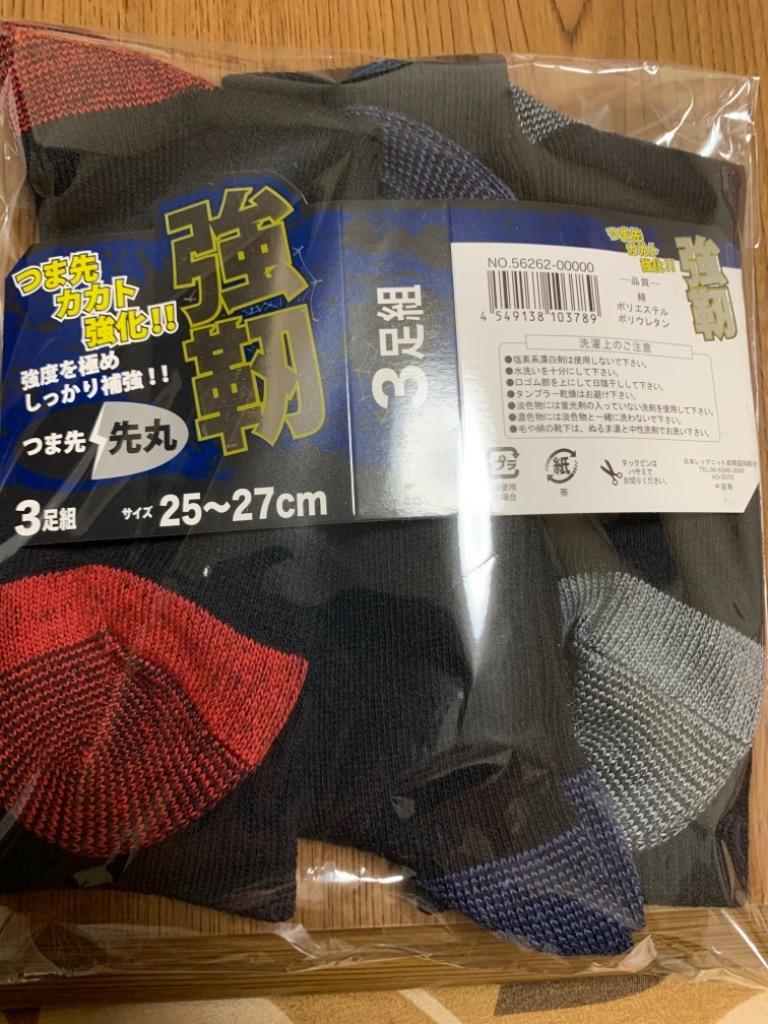 つま先
カカト
強化!!
強靭
強度を極め
しっかり補強!!
つま先 先丸
3足組 サイズ 25～27cm
3足組
NO.56262-00000
4 549138 103789
つま先
カカト
強化!!
強靭
―品質―
綿
ポリエステル
ポリウレタン
洗濯上のご注意
●塩素系漂白剤は使用しないで下さい。
●水洗いを十分にして下さい。
●口ゴム部を上にして日陰干しして下さい。
●タンブラー乾燥はお避け下さい。
●淡色物には蛍光剤の入っていない洗剤を使用して下さい。
●濃色物には淡色物と一緒に洗わないで下さい。
●毛や絹の靴下は、ぬるま湯と中性洗剤でお洗い下さい。
プラ
紙
帯
タックピンは
ハサミで
お切りください。
中国製